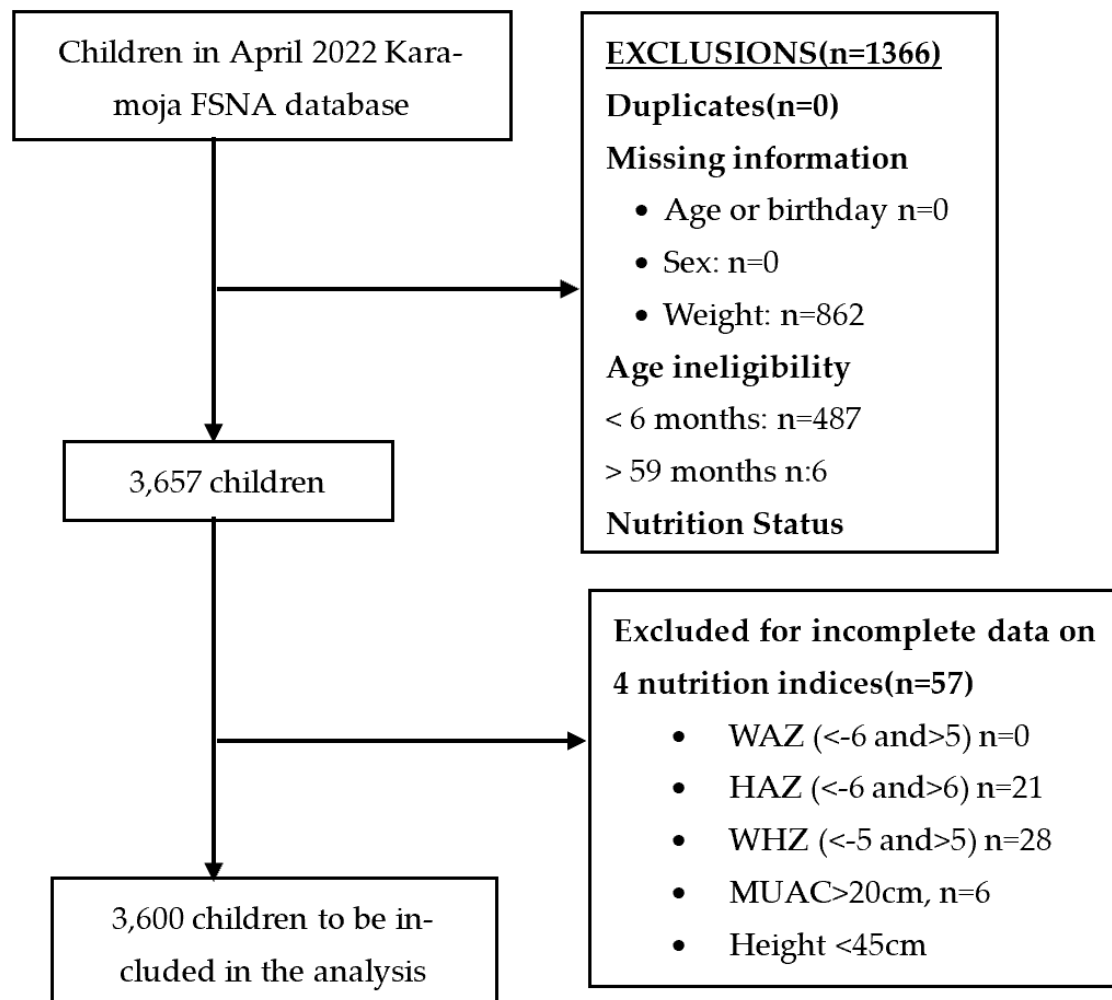 Children in April 2022 Kara-
moja FSNA database
EXCLUSIONS(n=1366)
Duplicates(n=0)
Missing information
• Age or birthday n=0
• Sex: n=0
• Weight: n=862
Age ineligibility
< 6 months: n=487
> 59 months n:6
Nutrition Status
3,657 children
Excluded for incomplete data on
4 nutrition indices(n=57)
• WAZ (<-6 and>5) n=0
• HAZ (<-6 and>6) n=21
• WHZ (<-5 and>5) n=28
• MUAC>20cm, n=6
• Height <45cm
3,600 children to be in-
cluded in the analysis